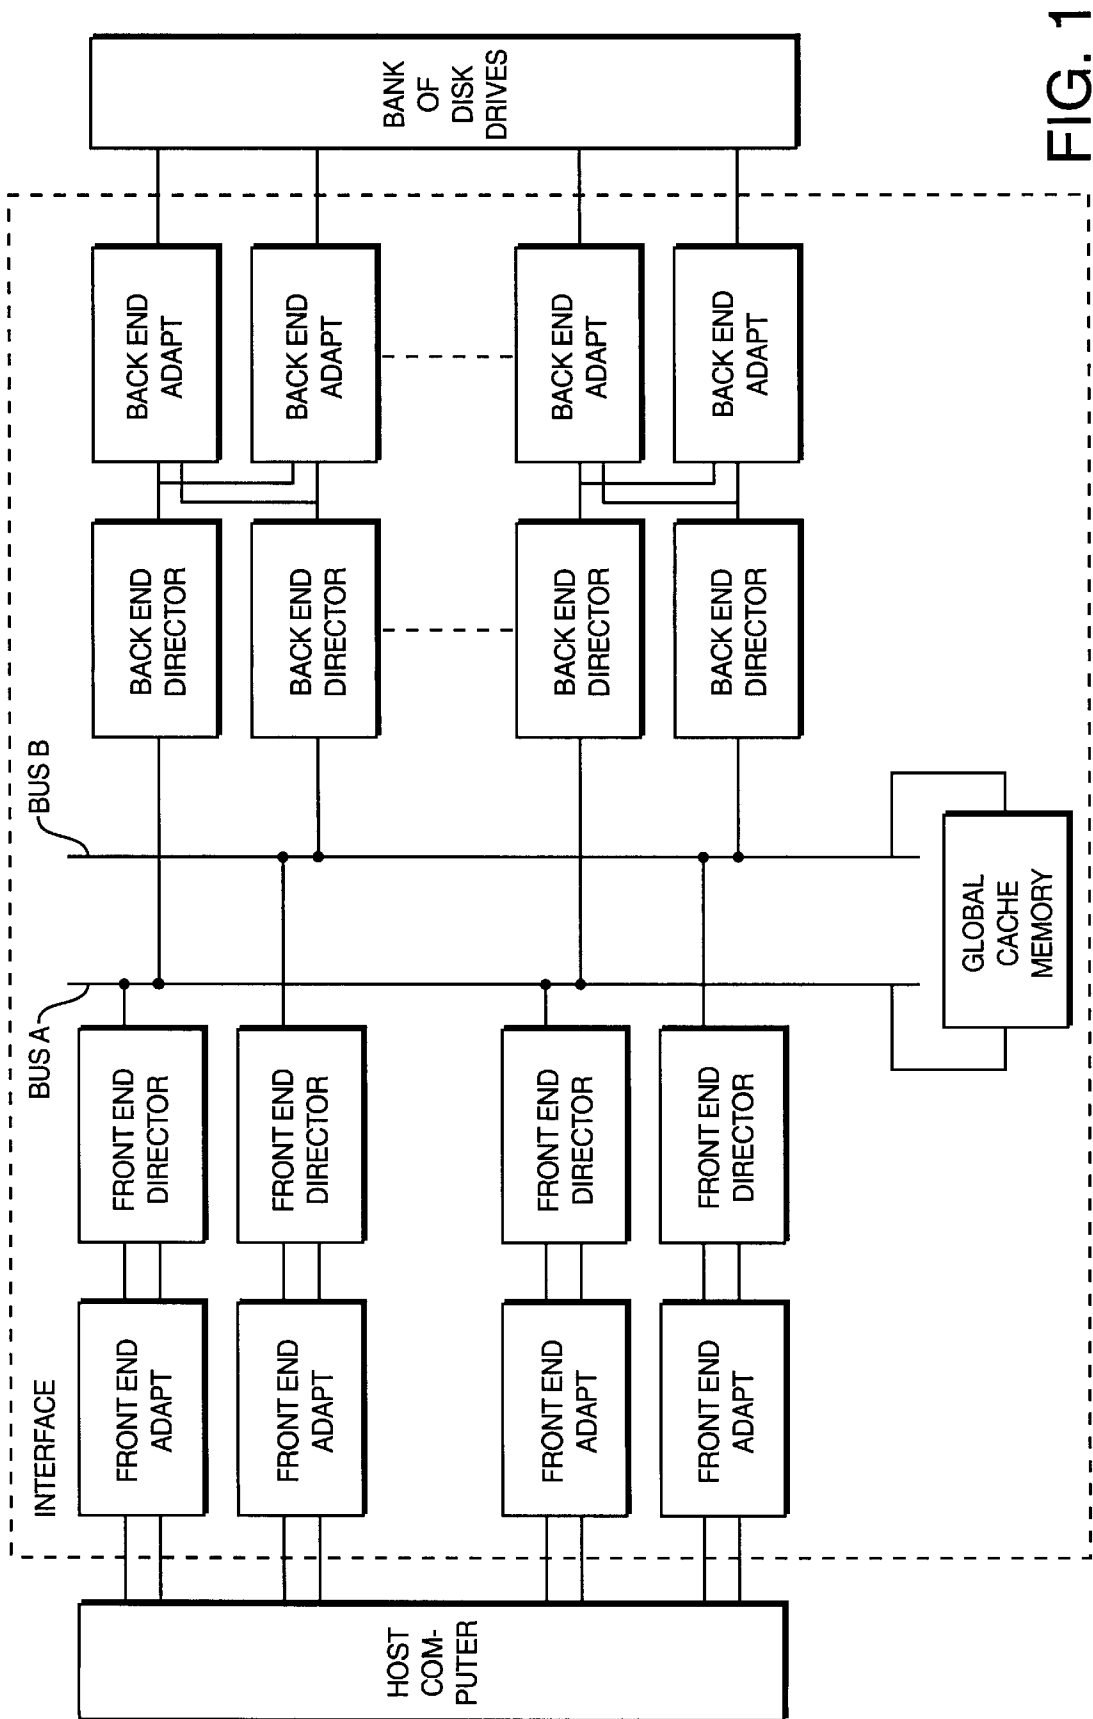 INTERFACE
BUS A
BUS B
HOST
COM-
PUTER
FRONT END
ADAPT
FRONT END
DIRECTOR
BACK END
DIRECTOR
BACK END
ADAPT
FRONT END
ADAPT
FRONT END
DIRECTOR
BACK END
DIRECTOR
BACK END
ADAPT
FRONT END
ADAPT
FRONT END
DIRECTOR
BACK END
DIRECTOR
BACK END
ADAPT
FRONT END
ADAPT
FRONT END
DIRECTOR
BACK END
DIRECTOR
BACK END
ADAPT
BANK
OF
DISK
DRIVES
GLOBAL
CACHE
MEMORY
FIG. 1